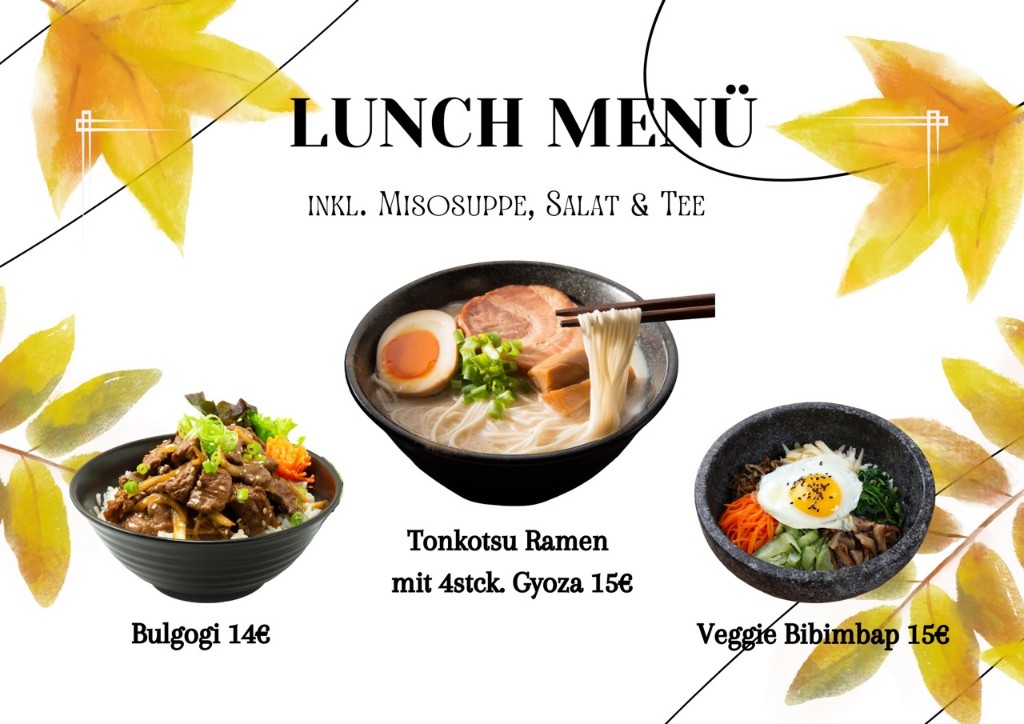 LUNCH MENÜ
INKL. MISOSUPPE, SALAT & TEE
Tonkotsu Ramen
mit 4stck. Gyoza 15€
Bulgogi 14€
Veggie Bibimbap 15€